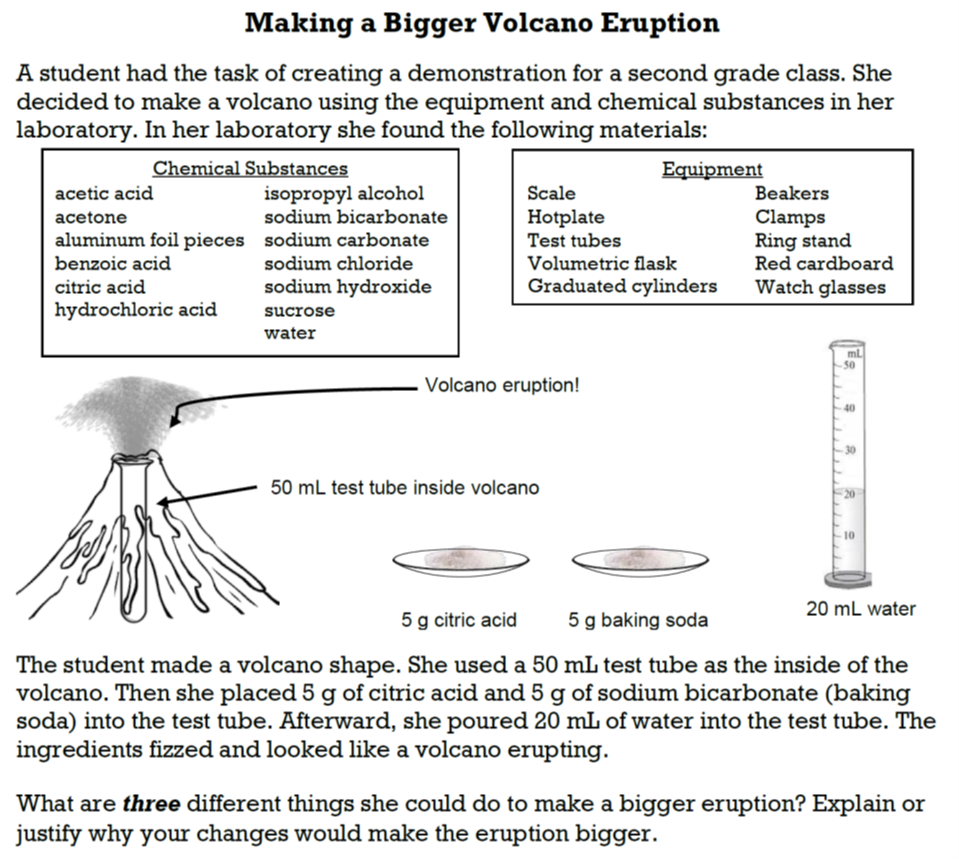 Making a Bigger Volcano Eruption
A student had the task of creating a demonstration for a second grade class. She
decided to make a volcano using the equipment and chemical substances in her
laboratory. In her laboratory she found the following materials:
Chemical Substances
acetic acid
acetone
aluminum foil pieces
benzoic acid
citric acid
hydrochloric acid
isopropyl alcohol
sodium bicarbonate
sodium carbonate
sodium chloride
sodium hydroxide
sucrose
water
Equipment
Scale
Hotplate
Test tubes
Volumetric flask
Graduated cylinders
Beakers
Clamps
Ring stand
Red cardboard
Watch glasses
Volcano eruption!
50 mL test tube inside volcano
5 g citric acid
5 g baking soda
mL
50
40
30
20
10
20 mL water
The student made a volcano shape. She used a 50 mL test tube as the inside of the
volcano. Then she placed 5 g of citric acid and 5 g of sodium bicarbonate (baking
soda) into the test tube. Afterward, she poured 20 mL of water into the test tube. The
ingredients fizzed and looked like a volcano erupting.
What are three different things she could do to make a bigger eruption? Explain or
justify why your changes would make the eruption bigger.